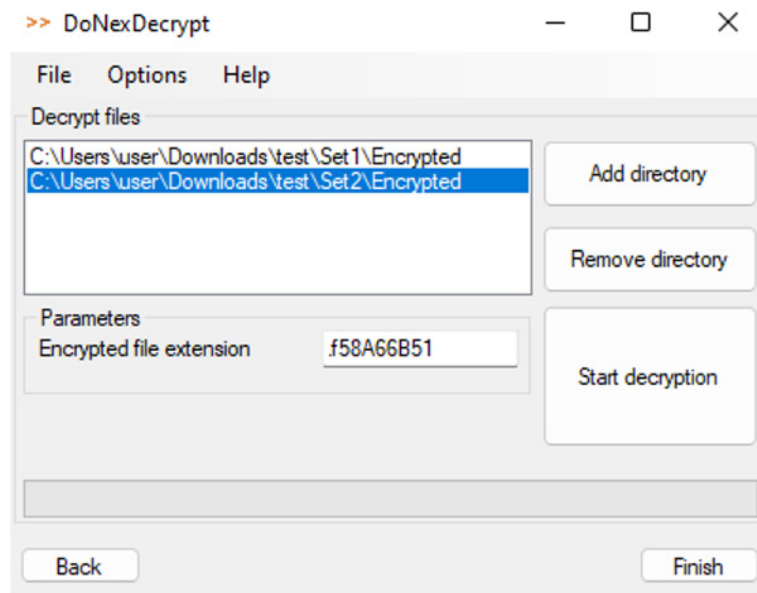 >> DoNexDecrypt
File Options Help
Decrypt files
C:\Users\user\Downloads\test\Set1\Encrypted
C:\Users\user\Downloads\test\Set2\Encrypted
Add directory
Remove directory
Parameters
Encrypted file extension .f58A66B51
Start decryption
Back Finish